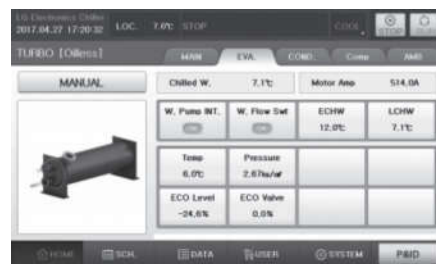 LG Electronics Chiller
2017.04.27 17:20:32
LOC.
7.0℃ STOP
COOL
STOP
TURBO [Oilless]
MAIN
EVA.
COND.
Comp
AMB
MANUAL
Chilled W. 7.1℃
Motor Amp 514.0A
W. Pump INT.
W. Flow Swt
ECHW
12.0℃
LCHW
7.1℃
Temp
6.0℃
Pressure
ECO Level
-24.6%
ECO Valve
0.0%
HOME
SCH.
DATA
USER
SYSTEM
P&ID